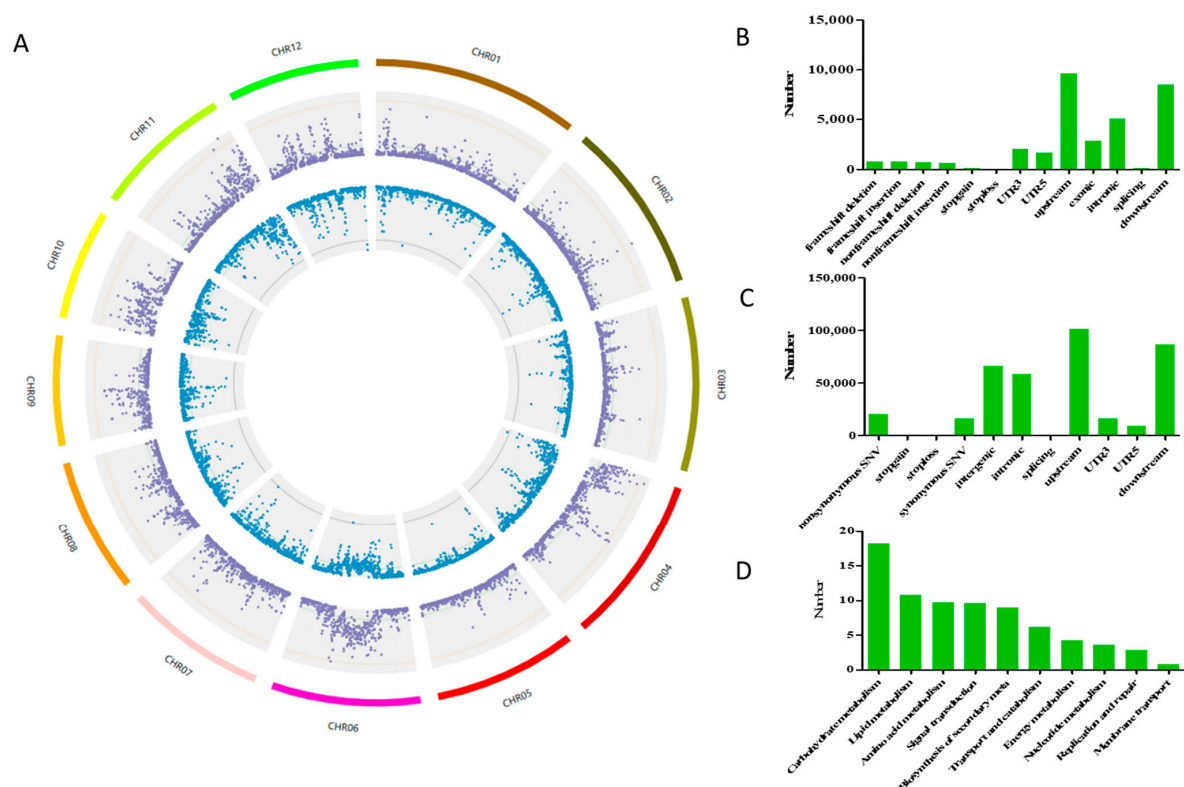 A
CHR01
CHR02
CHR03
CHR04
CHR05
CHR06
CHR07
CHR08
CHR09
CHR10
CHR11
CHR12
B
Number
15,000
10,000
5,000
0
frameshift deletion
frameshift insertion
nonframeshift deletion
nonframeshift insertion
stopgain
stoploss
UTR3
UTR5
upstream
exonic
intronic
splicing
downstream
C
Number
150,000
100,000
50,000
0
nonsynonymous SNV
stopgain
stoploss
synonymous SNV
intergenic
intronic
splicing
upstream
UTR3
UTR5
downstream
D
Number
20
15
10
5
0
Carbohydrate metabolism
Lipid metabolism
Amino acid metabolism
Signal transduction
Biosynthesis of secondary meta
Transport and catabolism
Energy metabolism
Nucleotide metabolism
Replication and repair
Membrane transport